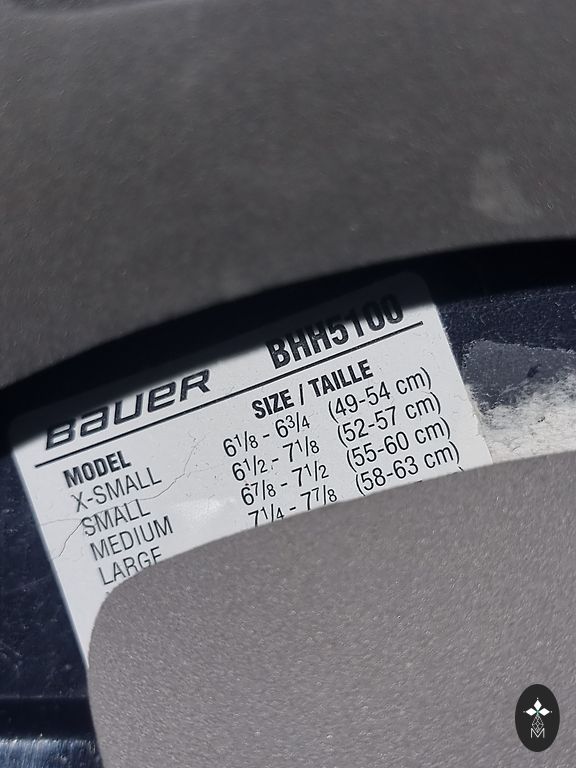 BAUER BHH5100
MODEL SIZE / TAILLE
X-SMALL 6 1/8 - 6 3/4 (49-54 cm)
SMALL 6 1/2 - 7 1/8 (52-57 cm)
MEDIUM 6 7/8 - 7 1/2 (55-60 cm)
LARGE 7 1/4 - 7 7/8 (58-63 cm)
M